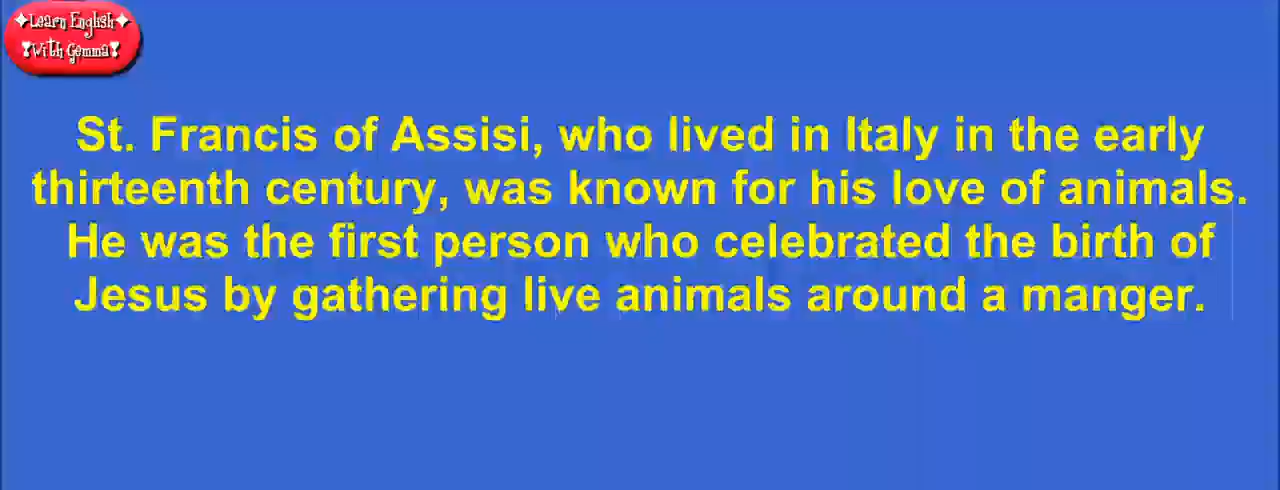 ✦Learn English✦
❣With Gemma❣
St. Francis of Assisi, who lived in Italy in the early
thirteenth century, was known for his love of animals.
He was the first person who celebrated the birth of
Jesus by gathering live animals around a manger.